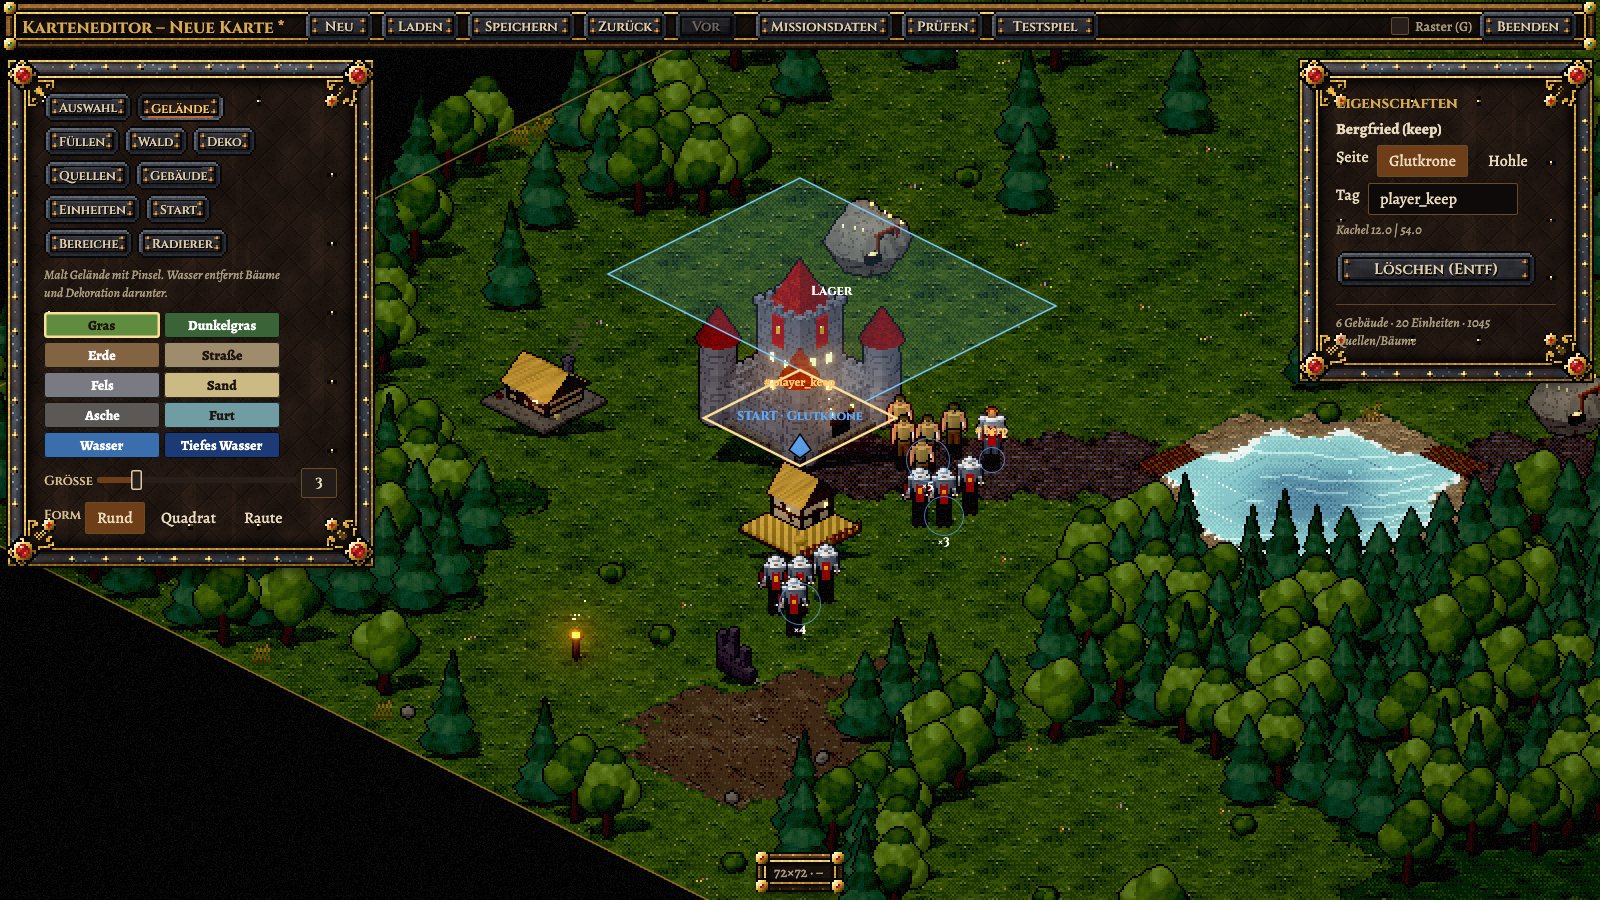 Karteneditor – Neue Karte *
Neu
Laden
Speichern
Zurück
Vor
Missionsdaten
Prüfen
Testspiel
Raster (G)
Beenden
Auswahl
Gelände
Füllen
Wald
Deko
Quellen
Gebäude
Einheiten
Start
Bereiche
Radierer
Malt Gelände mit Pinsel. Wasser entfernt Bäume
und Dekoration darunter.
Gras
Dunkelgras
Erde
Straße
Fels
Sand
Asche
Furt
Wasser
Tiefes Wasser
Grösse
3
Form
Rund
Quadrat
Raute
Lager
#player_keep
Start · Glutkrone
×5
×3
×4
72×72 · –
Eigenschaften
Bergfried (keep)
Seite
Glutkrone
Hohle
Tag
player_keep
Kachel 12.0 | 54.0
Löschen (Entf)
6 Gebäude · 20 Einheiten · 1045
Quellen/Bäume